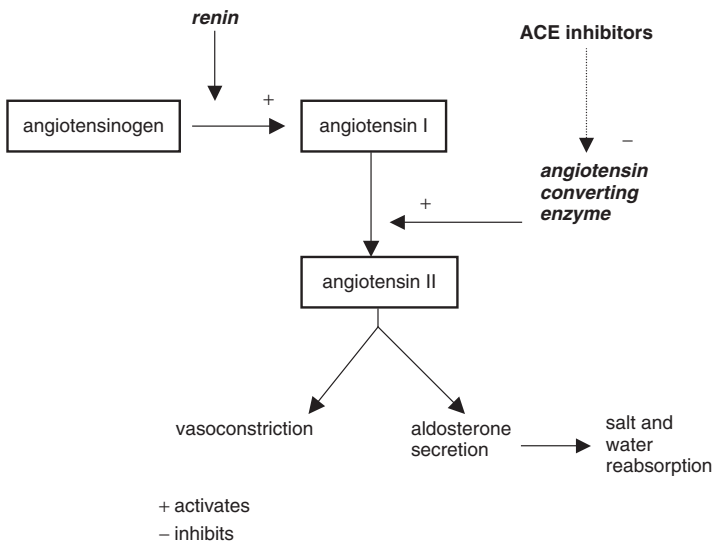 renin
ACE inhibitors
+
angiotensinogen
angiotensin I
−
angiotensin
converting
enzyme
+
angiotensin II
vasoconstriction
aldosterone
secretion
salt and
water
reabsorption
+ activates
− inhibits